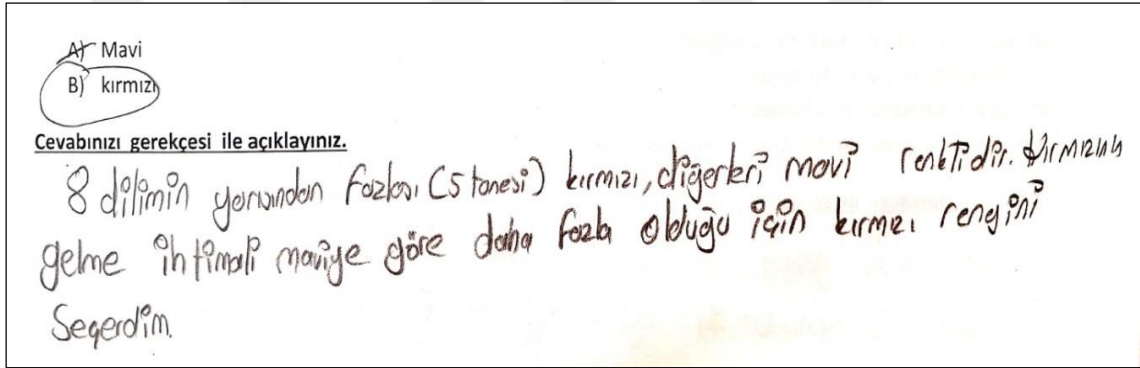 A) Mavi
B) kırmızı
Cevabınızı gerekçesi ile açıklayınız.
8 dilimin yarısından fazlası (5 tanesi) kırmızı, diğerleri mavi renktidir. Kırmızının
gelme ihtimali maviye göre daha fazla olduğu için kırmızı rengini
seçerdim.